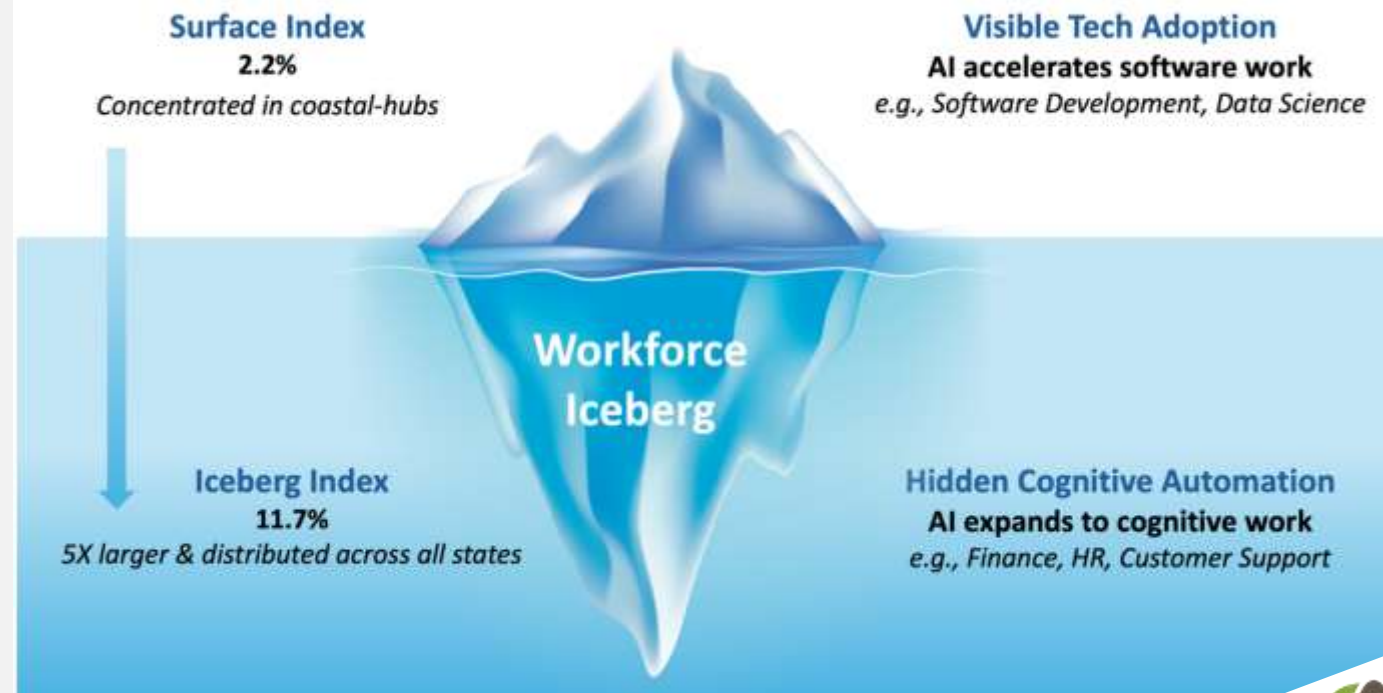 Surface Index
2.2%
Concentrated in coastal-hubs
Visible Tech Adoption
AI accelerates software work
e.g., Software Development, Data Science
Workforce
Iceberg
Iceberg Index
11.7%
5X larger & distributed across all states
Hidden Cognitive Automation
AI expands to cognitive work
e.g., Finance, HR, Customer Support